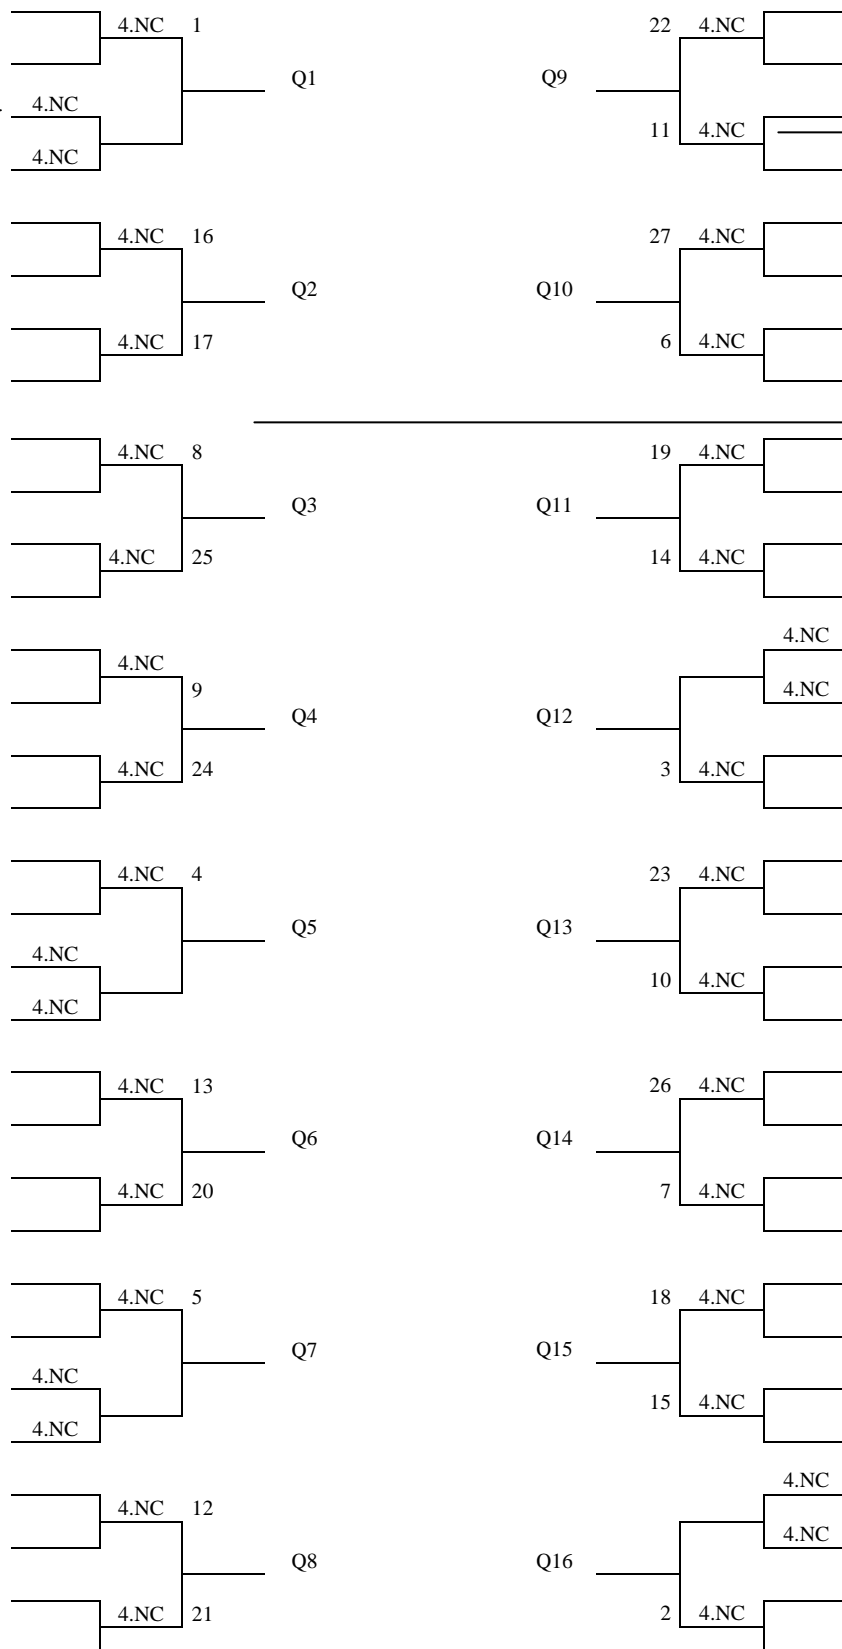 4.NC 1 22 4.NC
Q1 Q9
4.NC
11 4.NC
4.NC
4.NC 16 27 4.NC
Q2 Q10
4.NC 17 6 4.NC
4.NC 8 19 4.NC
Q3 Q11
4.NC 25 14 4.NC
4.NC
4.NC
9 4.NC
Q4 Q12
4.NC 24 3 4.NC
4.NC 4 23 4.NC
Q5 Q13
4.NC
10 4.NC
4.NC
4.NC 13 26 4.NC
Q6 Q14
4.NC 20 7 4.NC
4.NC 5 18 4.NC
Q7 Q15
4.NC
15 4.NC
4.NC
4.NC
4.NC 12
4.NC
Q8 Q16
4.NC 21 2 4.NC